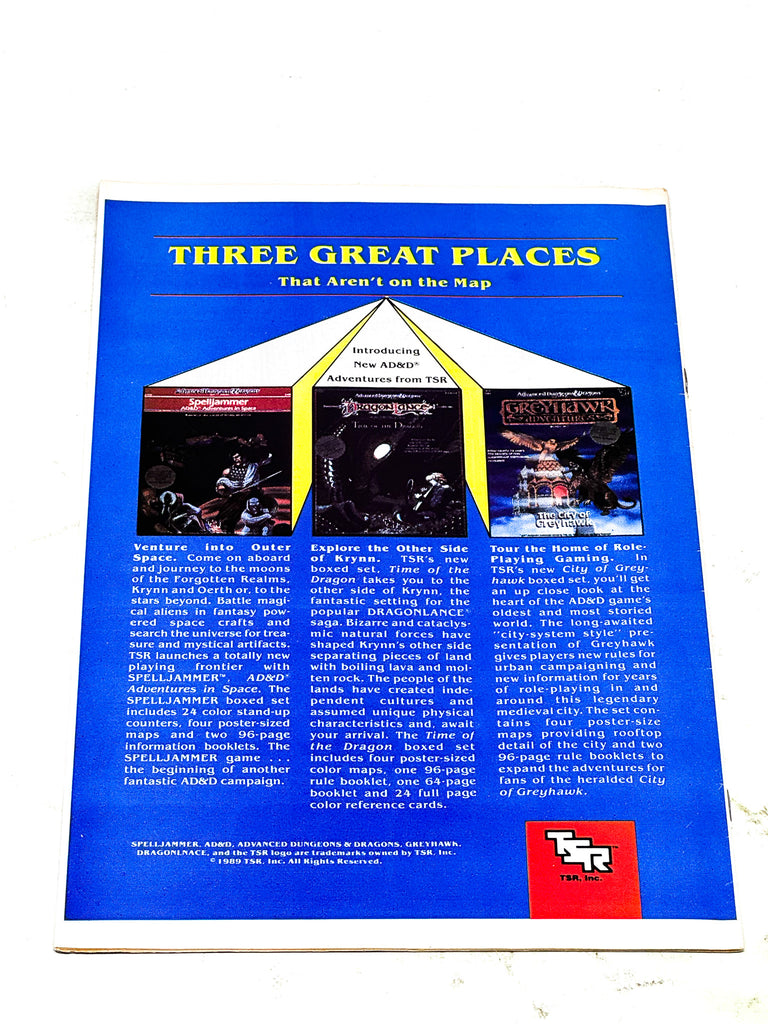 THREE GREAT PLACES
That Aren't on the Map
Introducing
New AD&D®
Adventures from TSR
Advanced Dungeons & Dragons
Spelljammer
AD&D® Adventures in Space
Advanced Dungeons & Dragons
DRAGONLANCE
Time of the Dragon
Advanced Dungeons & Dragons
GREYHAWK
ADVENTURES
The City of
Greyhawk
Venture into Outer
Space. Come on aboard
and journey to the moons
of the Forgotten Realms,
Krynn and Oerth or, to the
stars beyond. Battle magi-
cal aliens in fantasy pow-
ered space crafts and
search the universe for trea-
sure and mystical artifacts.
TSR launches a totally new
playing frontier with
SPELLJAMMER™, AD&D®
Adventures in Space. The
SPELLJAMMER boxed set
includes 24 color stand-up
counters, four poster-sized
maps and two 96-page
information booklets. The
SPELLJAMMER game . . .
the beginning of another
fantastic AD&D campaign.
Explore the Other Side
of Krynn. TSR's new
boxed set, Time of the
Dragon takes you to the
other side of Krynn, the
fantastic setting for the
popular DRAGONLANCE®
saga. Bizarre and cataclys-
mic natural forces have
shaped Krynn's other side
separating pieces of land
with boiling lava and mol-
ten rock. The people of the
lands have created inde-
pendent cultures and
assumed unique physical
characteristics and, await
your arrival. The Time of
the Dragon boxed set
includes four poster-sized
color maps, one 96-page
rule booklet, one 64-page
booklet and 24 full page
color reference cards.
Tour the Home of Role-
Playing Gaming. In
TSR's new City of Grey-
hawk boxed set, you'll get
an up close look at the
heart of the AD&D game's
oldest and most storied
world. The long-awaited
"city-system style" pre-
sentation of Greyhawk
gives players new rules for
urban campaigning and
new information for years
of role-playing in and
around this legendary
medieval city. The set con-
tains four poster-size
maps providing rooftop
detail of the city and two
96-page rule booklets to
expand the adventures for
fans of the heralded City
of Greyhawk.
SPELLJAMMER, AD&D, ADVANCED DUNGEONS & DRAGONS, GREYHAWK,
DRAGONLNACE, and the TSR logo are trademarks owned by TSR, Inc.
©1989 TSR, Inc. All Rights Reserved.
TSR™
TSR, Inc.